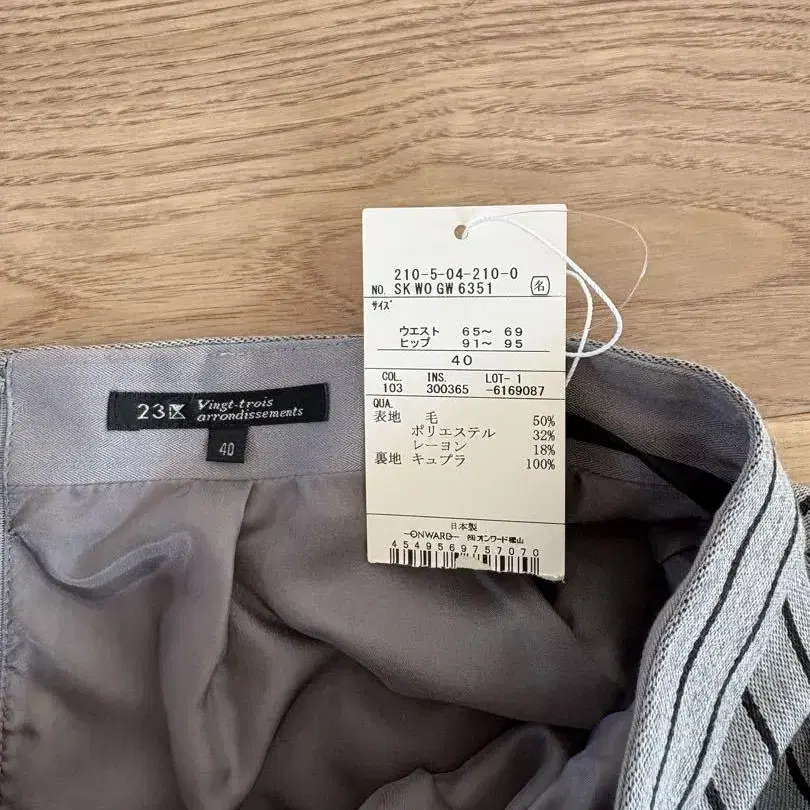 23区 Vingt-trois
arrondissements
40
210-5-04-210-0
NO. SK WO GW 6351 名
サイズ
ウエスト 65～ 69
ヒップ 91～ 95
40
COL. INS. LOT-1
103 300365 -6169087
QUA.
表地 毛 50%
ポリエステル 32%
レーヨン 18%
裏地 キュプラ 100%
日本製
ONWARD ㈱オンワード樫山
4549569757070